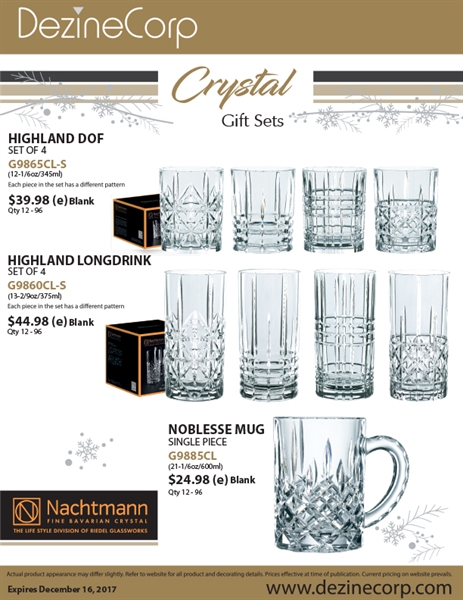 DezineCorp
Crystal
Gift Sets
HIGHLAND DOF
SET OF 4
G9865CL-S
(12-1/6oz/345ml)
Each piece in the set has a different pattern
$39.98 (e) Blank
Qty 12 - 96
HIGHLAND LONGDRINK
SET OF 4
G9860CL-S
(13-2/9oz/375ml)
Each piece in the set has a different pattern
$44.98 (e) Blank
Qty 12 - 96
NOBLESSE MUG
SINGLE PIECE
G9885CL
(21-1/6oz/600ml)
$24.98 (e) Blank
Qty 12 - 96
Nachtmann
FINE BAVARIAN CRYSTAL
THE LIFE STYLE DIVISION OF RIEDEL GLASSWORKS
Actual product appearance may differ slightly. Refer to website for all product and decorating details. Prices effective at time of publication. Current pricing on website prevails.
Expires December 16, 2017
www.dezinecorp.com